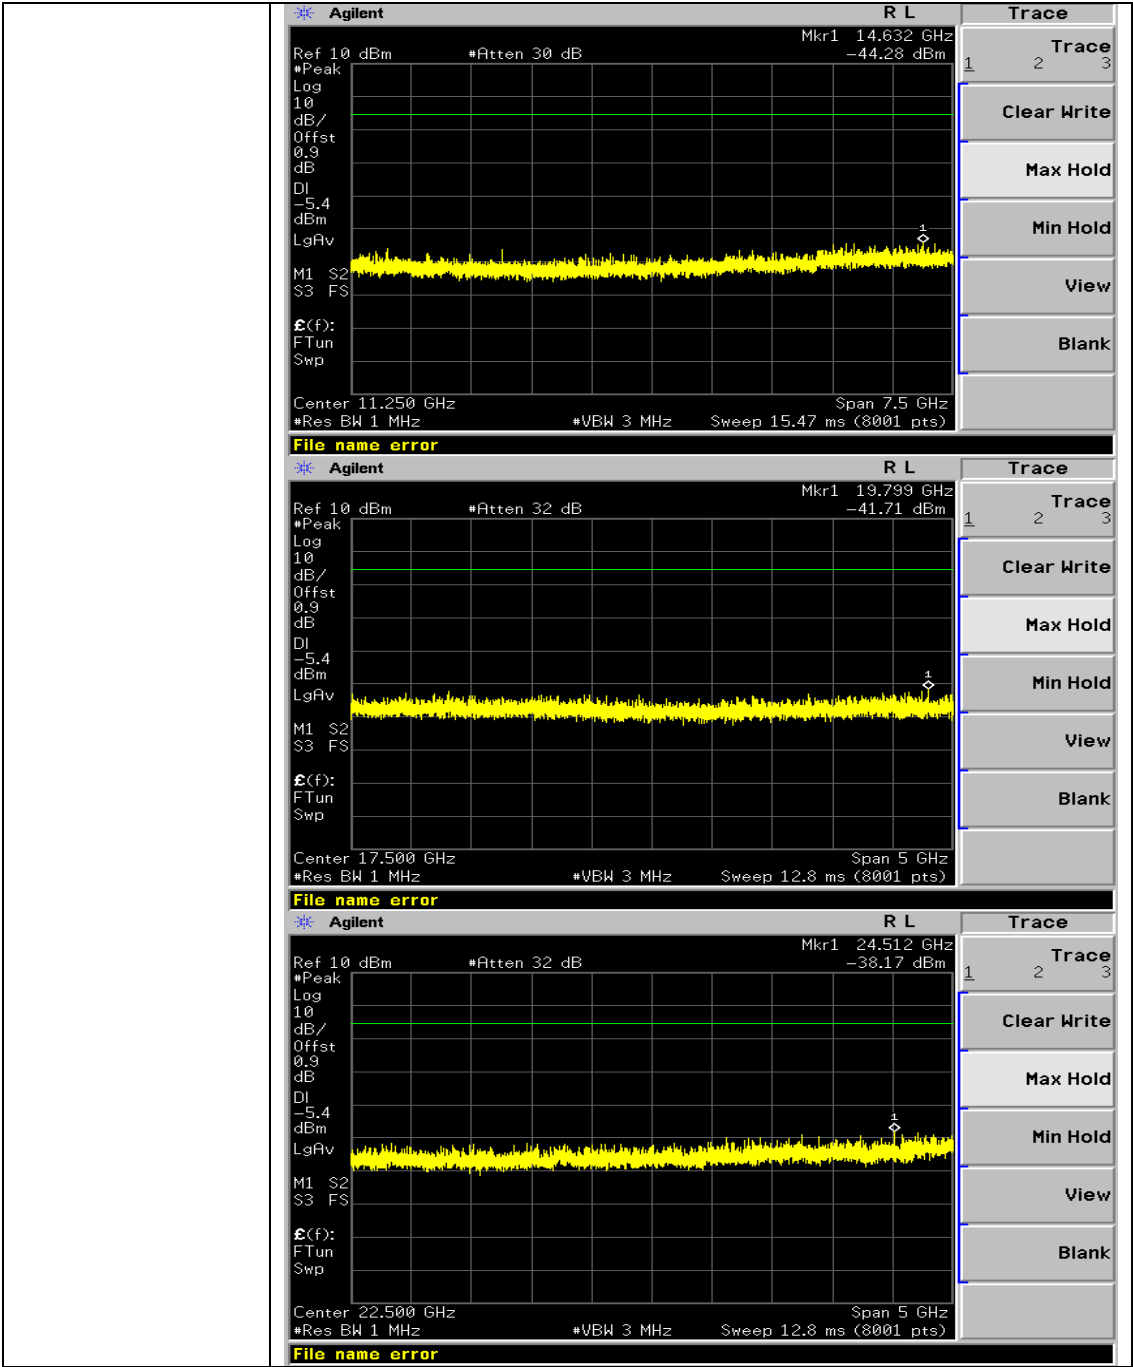 Agilent R L Trace
Mkr1 14.632 GHz
Ref 10 dBm #Atten 30 dB -44.28 dBm
#Peak
Log
10
dB/
Offst
0.9
dB
DI
-5.4
dBm
LgAv
M1 S2
S3 FS
£(f):
FTun
Swp
1
Center 11.250 GHz Span 7.5 GHz
#Res BW 1 MHz #VBW 3 MHz Sweep 15.47 ms (8001 pts)
File name error
Trace
1 2 3
Clear Write
Max Hold
Min Hold
View
Blank
Agilent R L Trace
Mkr1 19.799 GHz
Ref 10 dBm #Atten 32 dB -41.71 dBm
#Peak
Log
10
dB/
Offst
0.9
dB
DI
-5.4
dBm
LgAv
M1 S2
S3 FS
£(f):
FTun
Swp
1
Center 17.500 GHz Span 5 GHz
#Res BW 1 MHz #VBW 3 MHz Sweep 12.8 ms (8001 pts)
File name error
Trace
1 2 3
Clear Write
Max Hold
Min Hold
View
Blank
Agilent R L Trace
Mkr1 24.512 GHz
Ref 10 dBm #Atten 32 dB -38.17 dBm
#Peak
Log
10
dB/
Offst
0.9
dB
DI
-5.4
dBm
LgAv
M1 S2
S3 FS
£(f):
FTun
Swp
1
Center 22.500 GHz Span 5 GHz
#Res BW 1 MHz #VBW 3 MHz Sweep 12.8 ms (8001 pts)
File name error
Trace
1 2 3
Clear Write
Max Hold
Min Hold
View
Blank